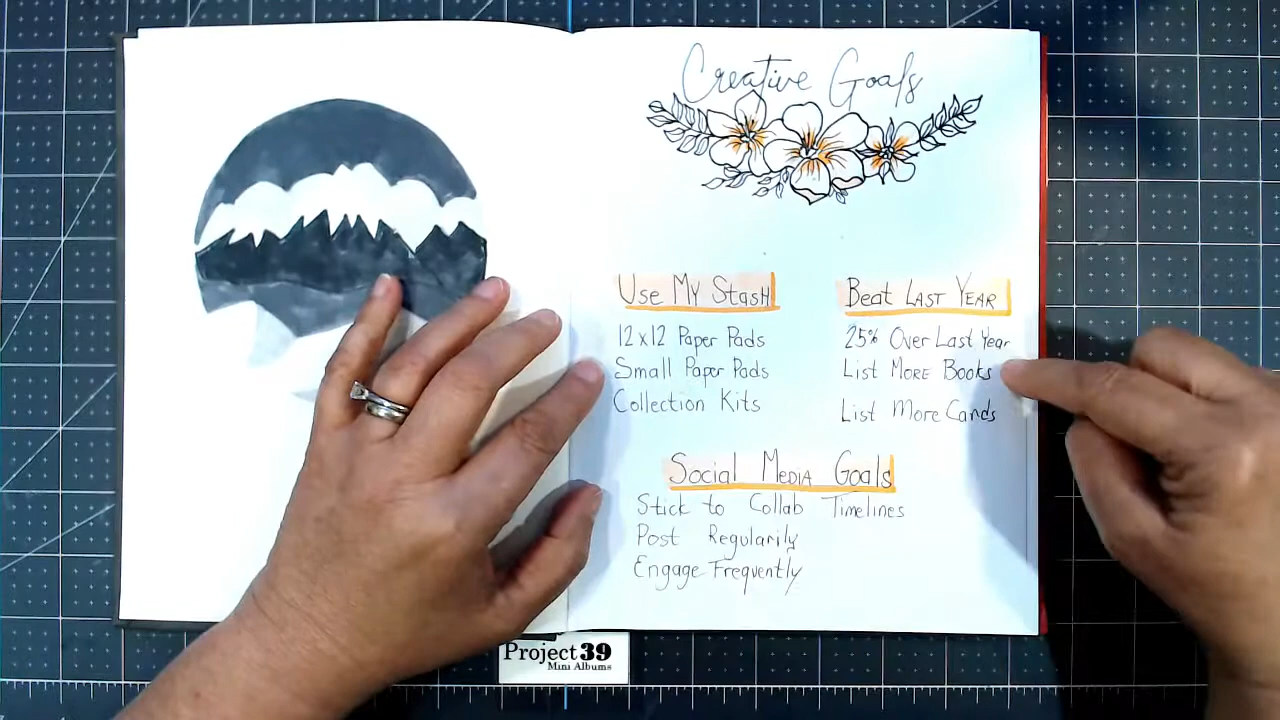 Creative Goals
Use My Stash
12x12 Paper Pads
Small Paper Pads
Collection Kits
Beat Last Year
25% Over Last Year
List More Books
List More Cards
Social Media Goals
Stick to Collab Timelines
Post Regularily
Engage Frequently
Project 39
Mini Albums